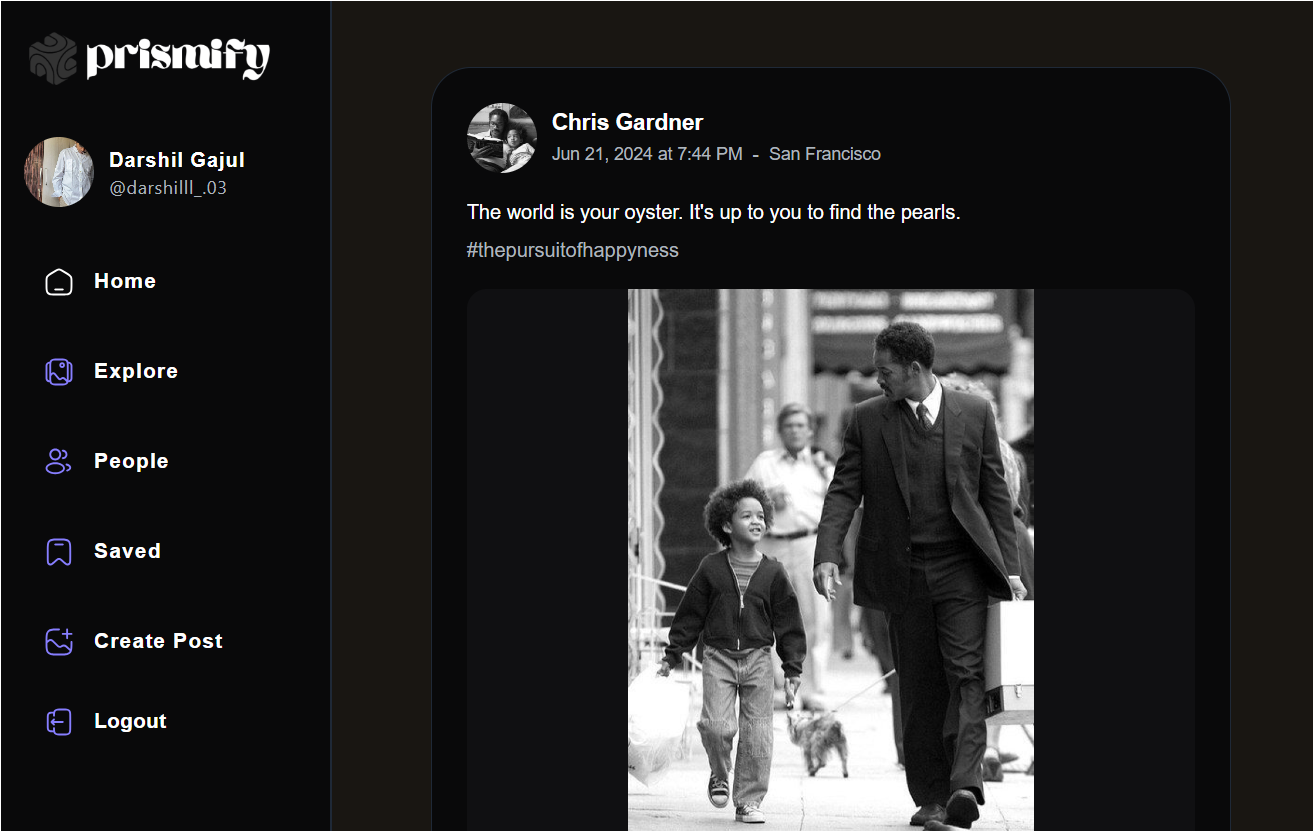 prismify
Darshil Gajul
@darshilll_.03
Home
Explore
People
Saved
Create Post
Logout
Chris Gardner
Jun 21, 2024 at 7:44 PM - San Francisco
The world is your oyster. It's up to you to find the pearls.
#thepursuitofhappyness